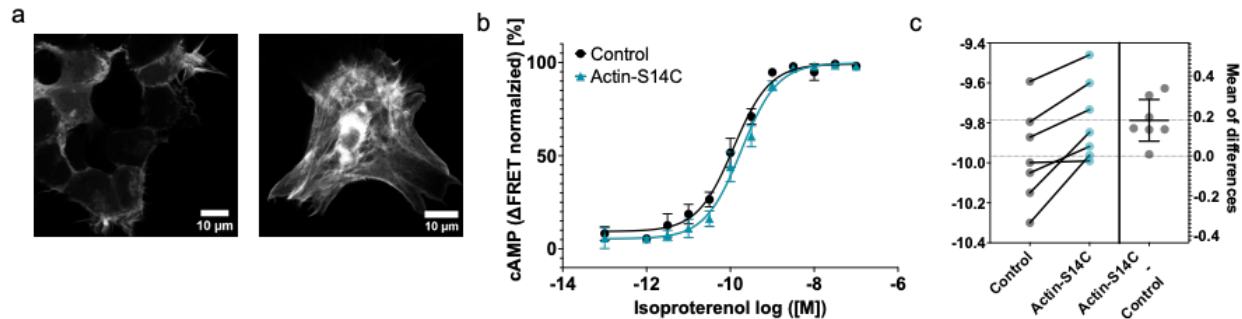 a
10 µm
10 µm
b
cAMP (ΔFRET normalzied) [%]
100
50
0
Control
Actin-S14C
-14
-12
-10
-8
-6
Isoproterenol log ([M])
c
-9.4
-9.6
-9.8
-10.0
-10.2
-10.4
0.4
0.2
0.0
-0.2
-0.4
Mean of differences
Control
Actin-S14C
Actin-S14C
-
Control